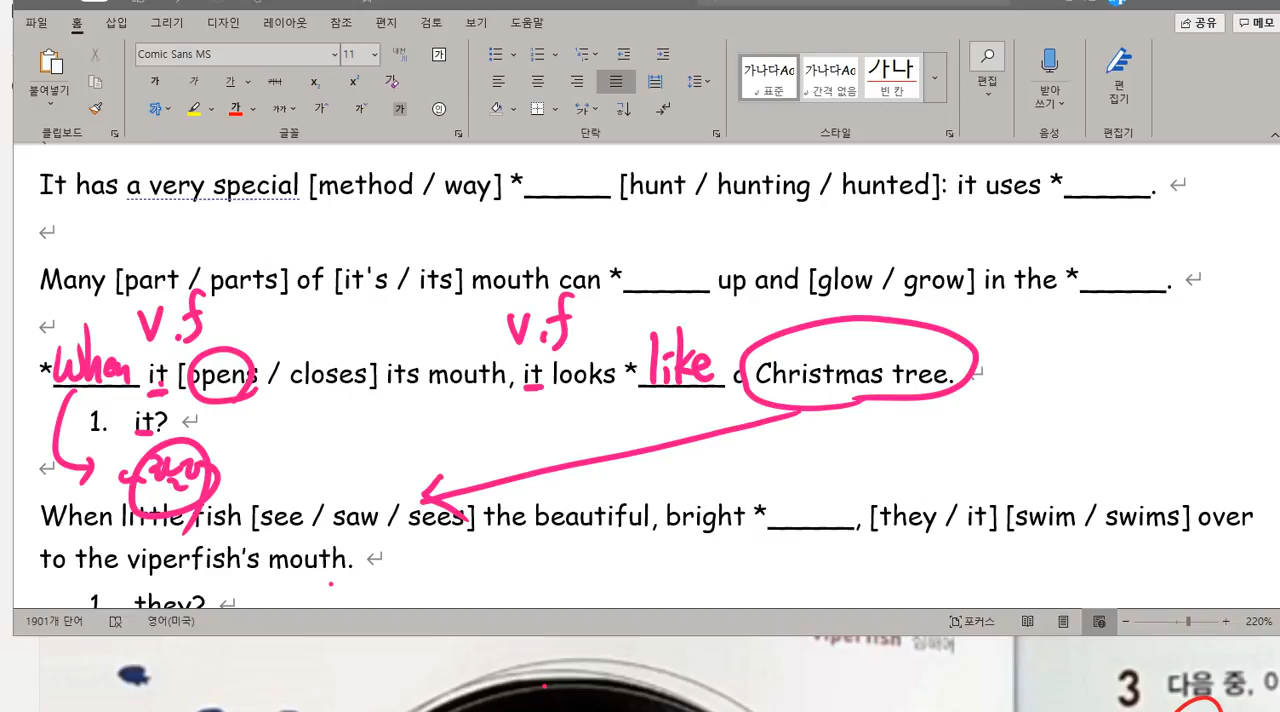 파일 홈 삽입 그리기 디자인 레이아웃 참조 편지 검토 보기 도움말 공유 메모
Comic Sans MS 11 가
붙여넣기 가 가 가 가나다Ac 가나다Ac 가나 편집 받아쓰기 편집기
표준 간격 없음 빈 칸
클립보드 글꼴 단락 스타일 음성 편집기
It has a very special [method / way] *______ [hunt / hunting / hunted]: it uses *______.
Many [part / parts] of [it's / its] mouth can *______ up and [glow / grow] in the *______.
v.f v.f
*When it [opens / closes] its mouth, it looks *like a Christmas tree.
1. it?
When little fish [see / saw / sees] the beautiful, bright *______, [they / it] [swim / swims] over
to the viperfish's mouth.
1. they?
1901개 단어 영어(미국) 포커스 220%
viperfish
3 다음 중, 이